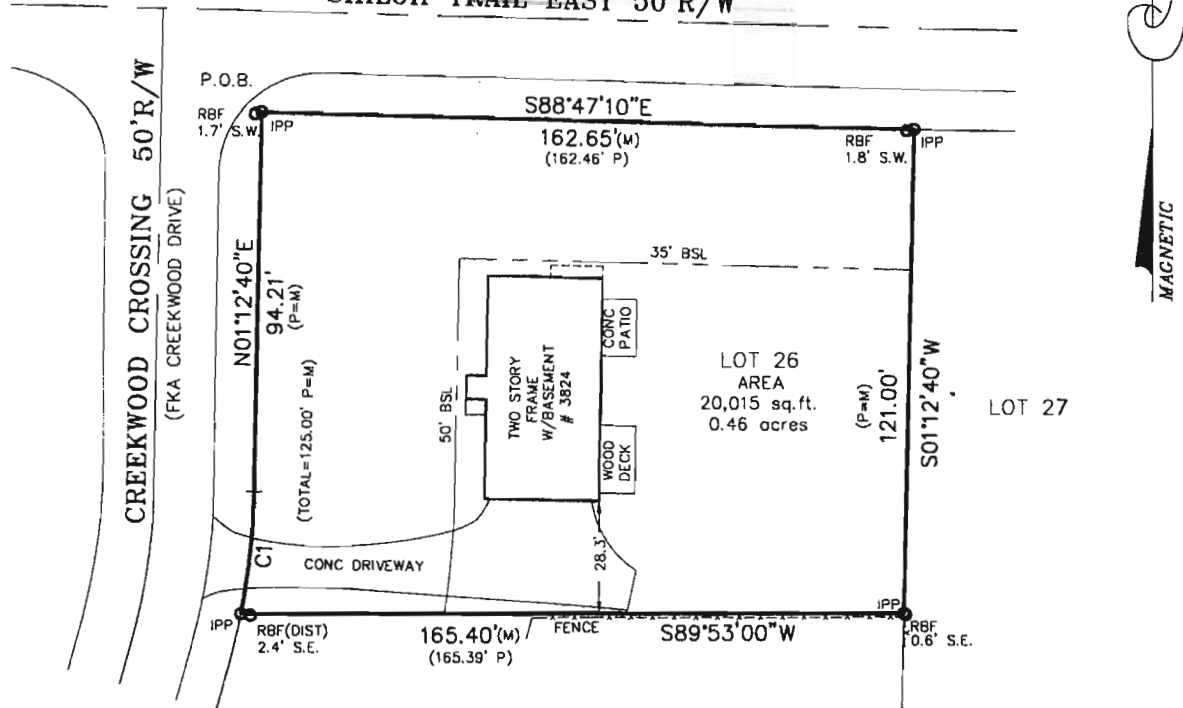 TRAIL EAST 50'R/W
P.O.B.
RBF
1.7' S.W.
IPP
S88°47'10"E
162.65'(M)
(162.46' P)
RBF
1.8' S.W.
IPP
CREEKWOOD CROSSING 50'R/W
(FKA CREEKWOOD DRIVE)
N01°12'40"E
94.21'
(P=M)
(TOTAL=125.00' P=M)
35' BSL
50' BSL
TWO STORY
FRAME
W/BASEMENT
# 3824
CONC
PATIO
WOOD
DECK
LOT 26
AREA
20,015 sq.ft.
0.46 acres
(P=M)
121.00'
S01°12'40"W
LOT 27
MAGNETIC
C1
CONC DRIVEWAY
28.3'
IPP
RBF(DIST)
2.4' S.E.
165.40'(M)
(165.39' P)
FENCE
S89°53'00"W
IPP
RBF
0.6' S.E.